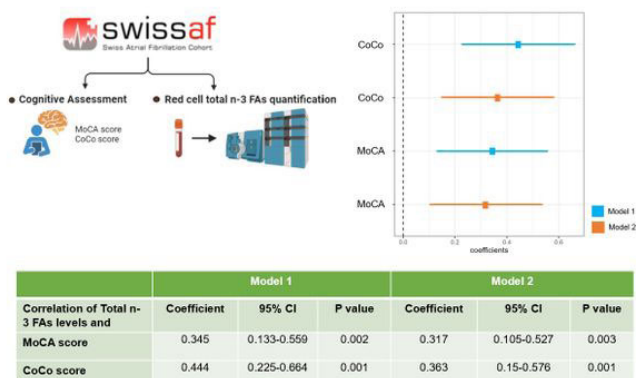 swissaf
Swiss Atrial Fibrillation Cohort
Cognitive Assessment
MoCA score
CoCo score
Red cell total n-3 FAs quantification
CoCo
CoCo
MoCA
MoCA
0.0 0.2 0.4 0.6
coefficients
Model 1
Model 2
Model 1 Model 2
Correlation of Total n-3 FAs levels and Coefficient 95% CI P value Coefficient 95% CI P value
MoCA score 0.345 0.133-0.559 0.002 0.317 0.105-0.527 0.003
CoCo score 0.444 0.225-0.664 0.001 0.363 0.15-0.576 0.001